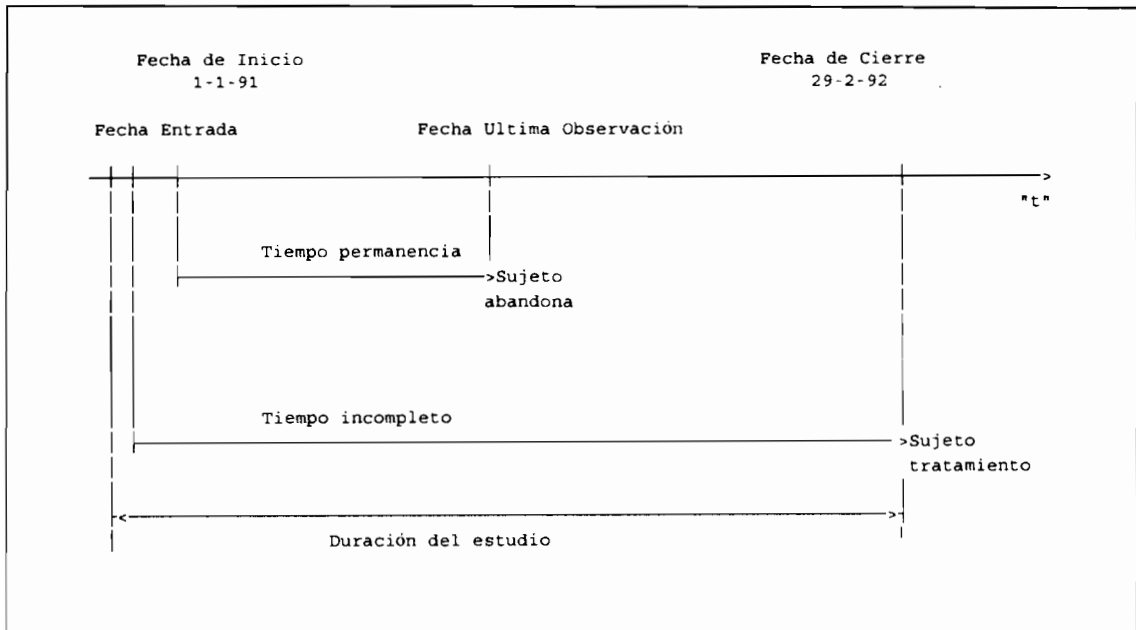 Fecha de Inicio
1-1-91
Fecha de Cierre
29-2-92
Fecha Entrada
Fecha Ultima Observación
"t"
Tiempo permanencia
>Sujeto
abandona
Tiempo incompleto
>Sujeto
tratamiento
Duración del estudio